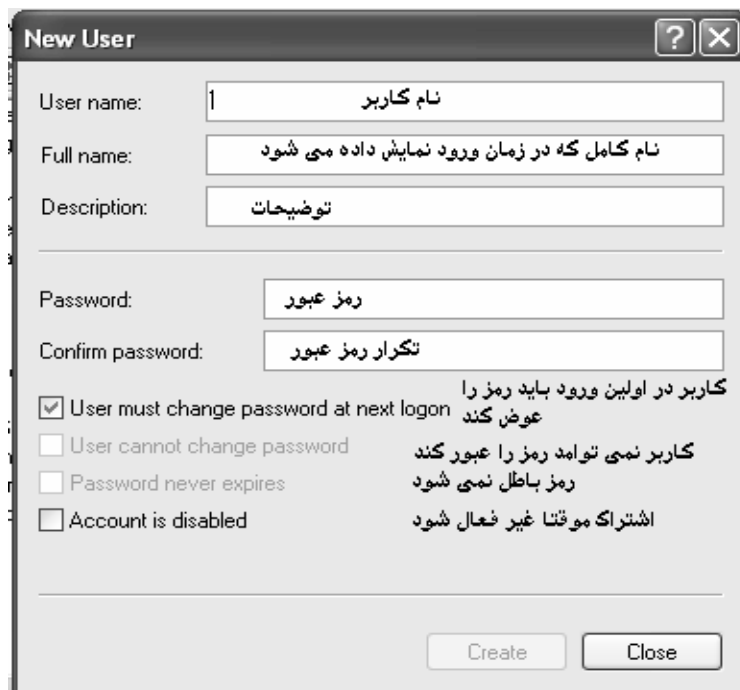 New User
User name: 1 نام کاربر
Full name: نام کامل که در زمان ورود نمایش داده می شود
Description: توضیحات
Password: رمز عبور
Confirm password: تکرار رمز عبور
User must change password at next logon کاربر در اولین ورود باید رمز را
عوض کند
User cannot change password کاربر نمی توامد رمز را عبور کند
Password never expires رمز باطل نمی شود
Account is disabled اشتراک موقتا غیر فعال شود
Create Close